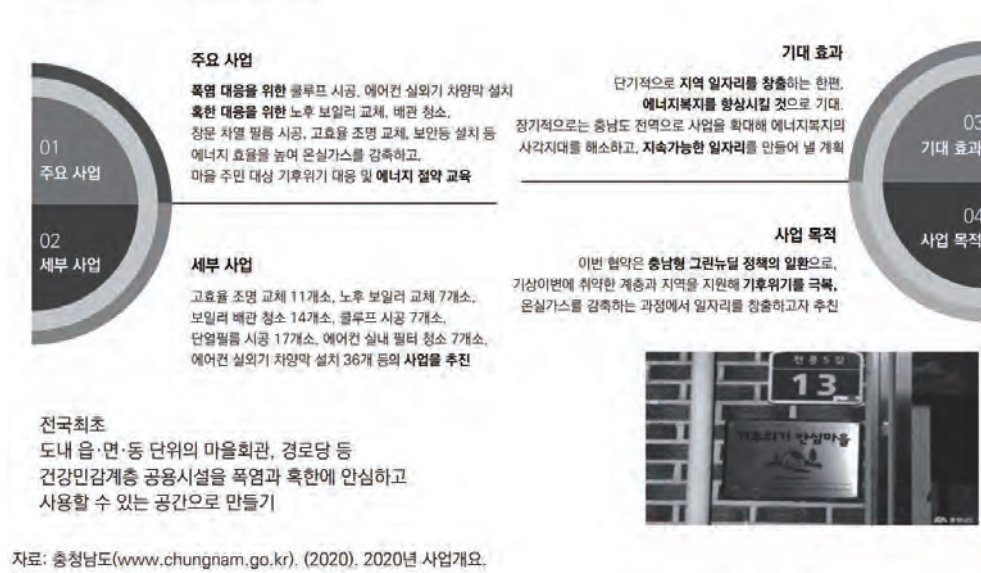 01
주요 사업
02
세부 사업
주요 사업
폭염 대응을 위한 쿨루프 시공, 에어컨 실외기 차양막 설치
혹한 대응을 위한 노후 보일러 교체, 배관 청소,
창문 차열 필름 시공, 고효율 조명 교체, 보안등 설치 등
에너지 효율을 높여 온실가스를 감축하고,
마을 주민 대상 기후위기 대응 및 에너지 절약 교육
세부 사업
고효율 조명 교체 11개소, 노후 보일러 교체 7개소,
보일러 배관 청소 14개소, 쿨루프 시공 7개소,
단열필름 시공 17개소, 에어컨 실내 필터 청소 7개소,
에어컨 실외기 차양막 설치 36개 등의 사업을 추진
기대 효과
단기적으로 지역 일자리를 창출하는 한편,
에너지복지를 향상시킬 것으로 기대.
장기적으로는 충남도 전역으로 사업을 확대해 에너지복지의
사각지대를 해소하고, 지속가능한 일자리를 만들어 낼 계획
사업 목적
이번 협약은 충남형 그린뉴딜 정책의 일환으로,
기상이변에 취약한 계층과 지역을 지원해 기후위기를 극복,
온실가스를 감축하는 과정에서 일자리를 창출하고자 추진
03
기대 효과
04
사업 목적
전국최초
도내 읍·면·동 단위의 마을회관, 경로당 등
건강민감계층 공용시설을 폭염과 혹한에 안심하고
사용할 수 있는 공간으로 만들기
13
기후위기 안심마을
자료: 충청남도(www.chungnam.go.kr). (2020). 2020년 사업개요.